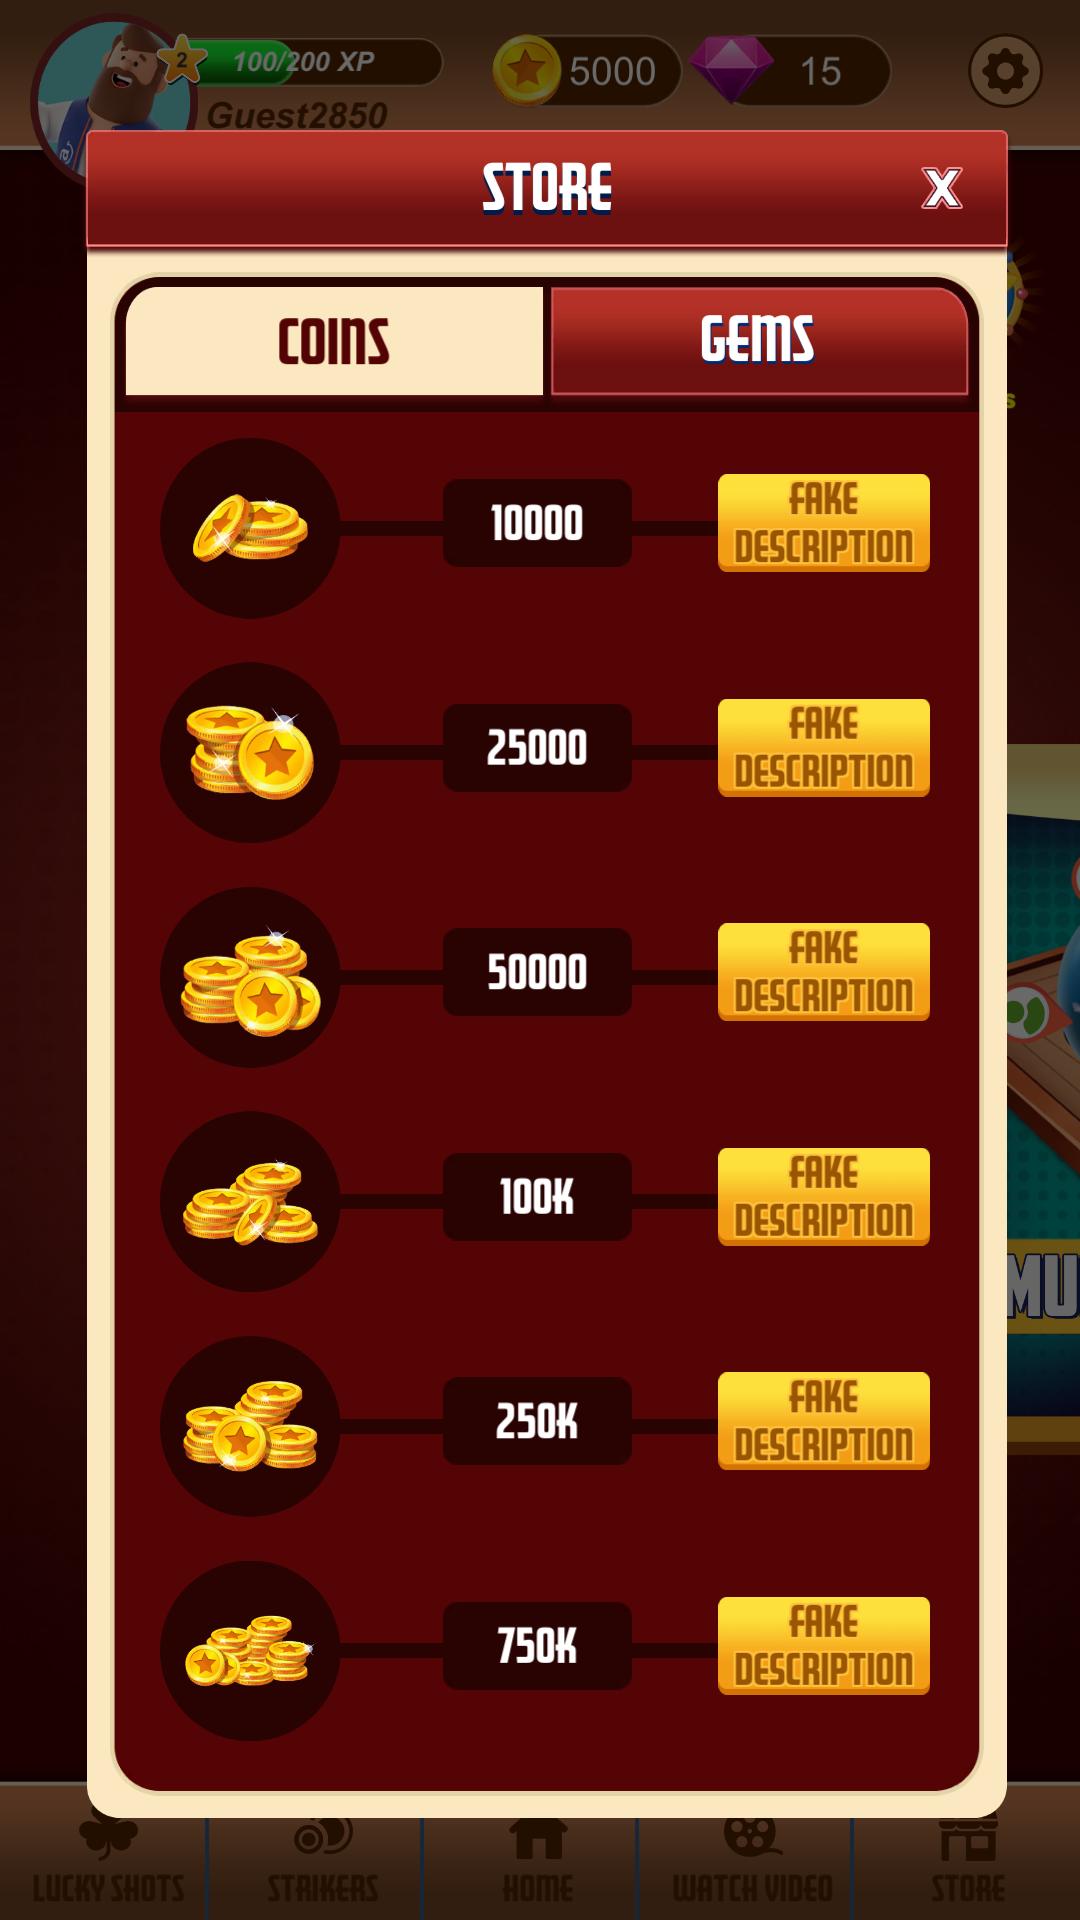 2
100/200 XP
5000
15
Guest2850
STORE
X
COINS
GEMS
s
10000
FAKE
DESCRIPTION
25000
FAKE
DESCRIPTION
50000
FAKE
DESCRIPTION
100K
FAKE
DESCRIPTION
MU
250K
FAKE
DESCRIPTION
750K
FAKE
DESCRIPTION
LUCKY SHOTS
STRIKERS
HOME
WATCH VIDEO
STORE